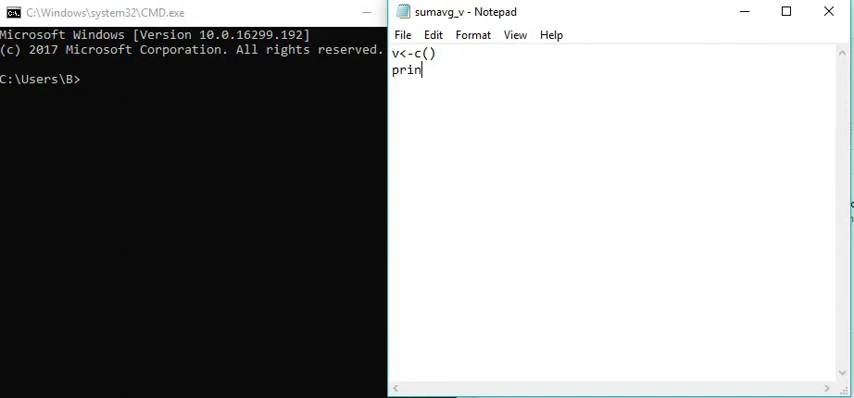 C:\Windows\system32\CMD.exe
Microsoft Windows [Version 10.0.16299.192]
(c) 2017 Microsoft Corporation. All rights reserved.
C:\Users\B>
sumavg_v - Notepad
File Edit Format View Help
v<-c()
prin